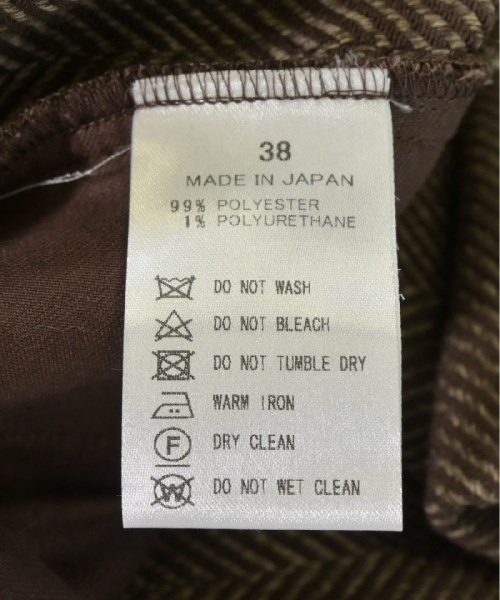 38
MADE IN JAPAN
99% POLYESTER
1% POLYURETHANE
DO NOT WASH
DO NOT BLEACH
DO NOT TUMBLE DRY
WARM IRON
F DRY CLEAN
W DO NOT WET CLEAN